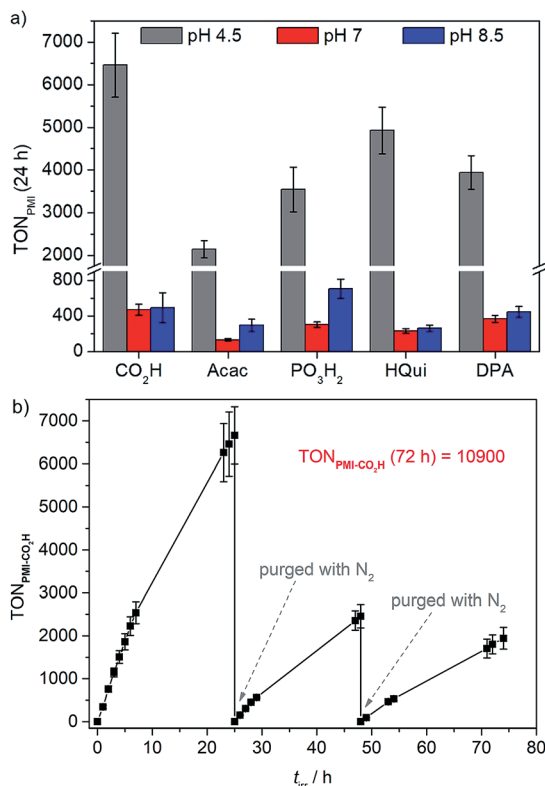 a)
pH 4.5 pH 7 pH 8.5
TON_PMI (24 h)
7000
6000
5000
4000
3000
2000
800
400
0
CO₂H Acac PO₃H₂ HQui DPA
b)
TON_PMI-CO₂H
7000
6000
5000
4000
3000
2000
1000
0
TON_PMI-CO₂H (72 h) = 10900
purged with N₂
purged with N₂
0 10 20 30 40 50 60 70 80
t_irr / h